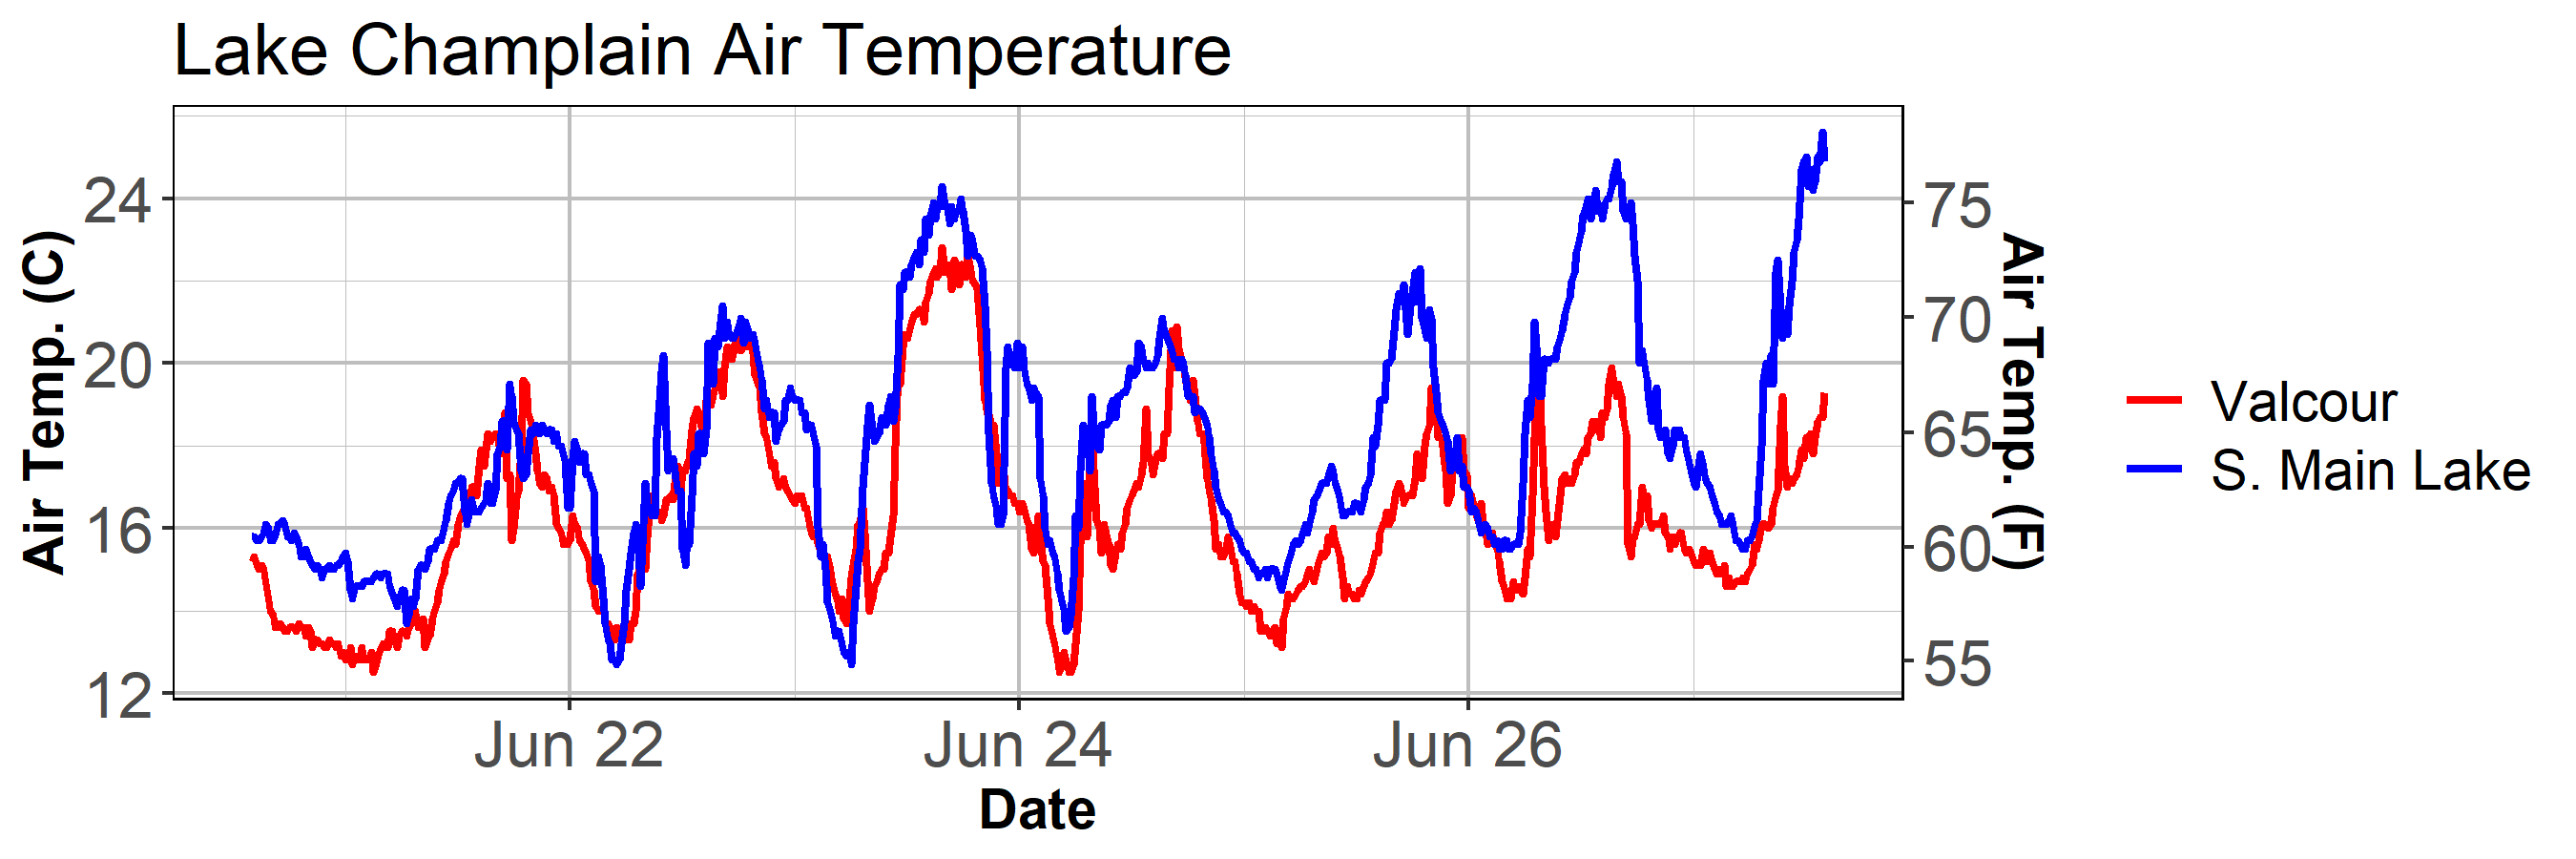 Lake Champlain Air Temperature
Air Temp. (C)
24
20
16
12
75
70
65
60
55
Air Temp. (F)
Jun 22
Jun 24
Jun 26
Date
Valcour
S. Main Lake